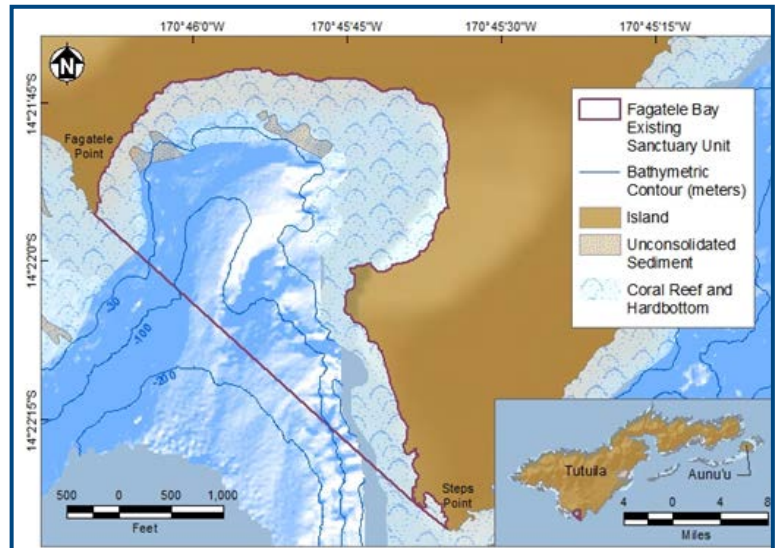 170°46'0"W
170°45'45"W
170°45'30"W
170°45'15"W
N
14°21'45"S
14°22'0"S
14°22'15"S
Fagatele
Point
Fagatele Bay
Existing
Sanctuary Unit
Bathymetric
Contour (meters)
Island
Unconsolidated
Sediment
Coral Reef and
Hardbottom
-30
-100
-200
Steps
Point
500 0 500 1,000
Feet
Tutuila
Aunu'u
4 0 4 8
Miles